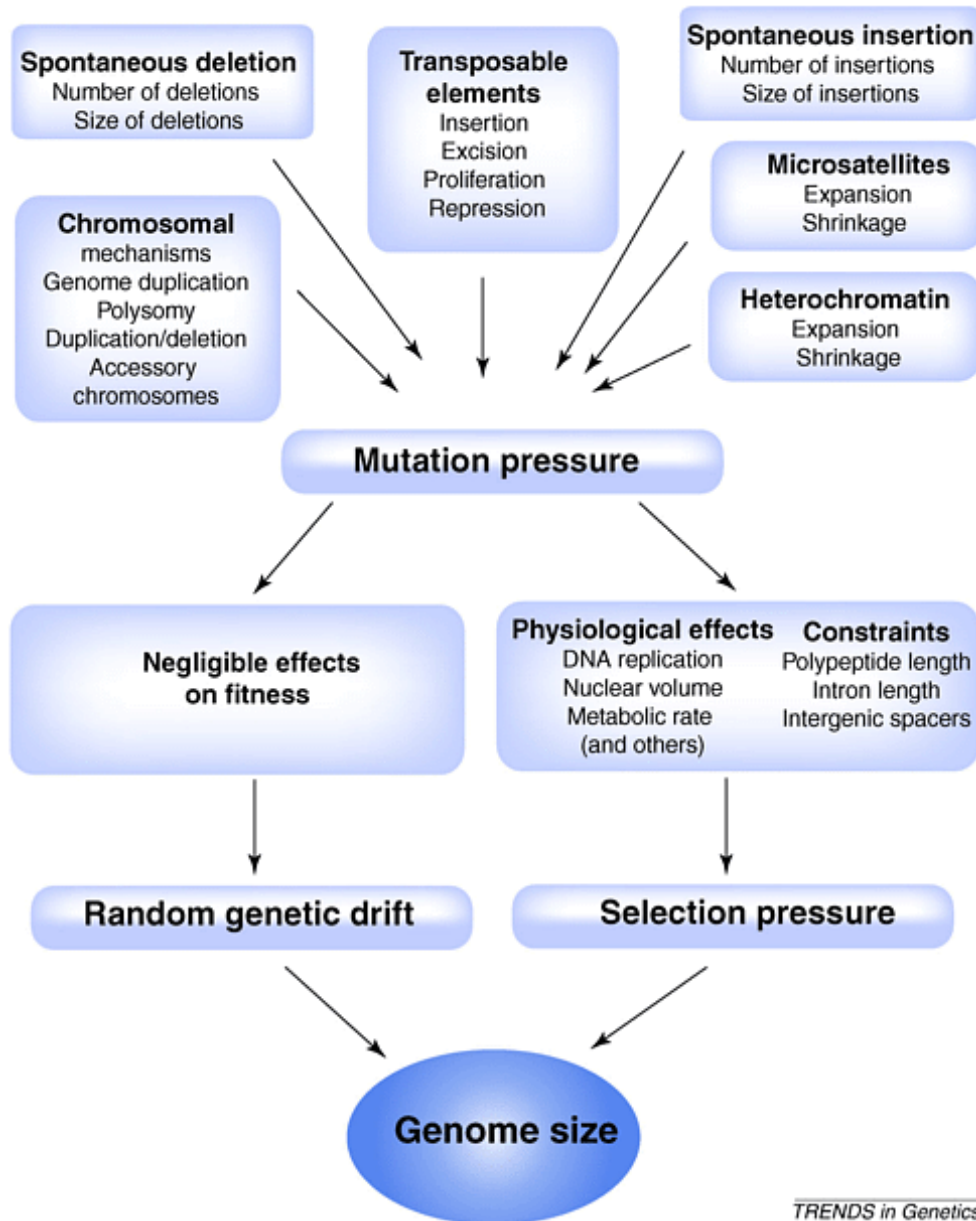 Spontaneous deletion
Number of deletions
Size of deletions
Transposable
elements
Insertion
Excision
Proliferation
Repression
Spontaneous insertion
Number of insertions
Size of insertions
Microsatellites
Expansion
Shrinkage
Chromosomal
mechanisms
Genome duplication
Polysomy
Duplication/deletion
Accessory
chromosomes
Heterochromatin
Expansion
Shrinkage
Mutation pressure
Negligible effects
on fitness
Physiological effects
DNA replication
Nuclear volume
Metabolic rate
(and others)
Constraints
Polypeptide length
Intron length
Intergenic spacers
Random genetic drift
Selection pressure
Genome size
TRENDS in Genetics